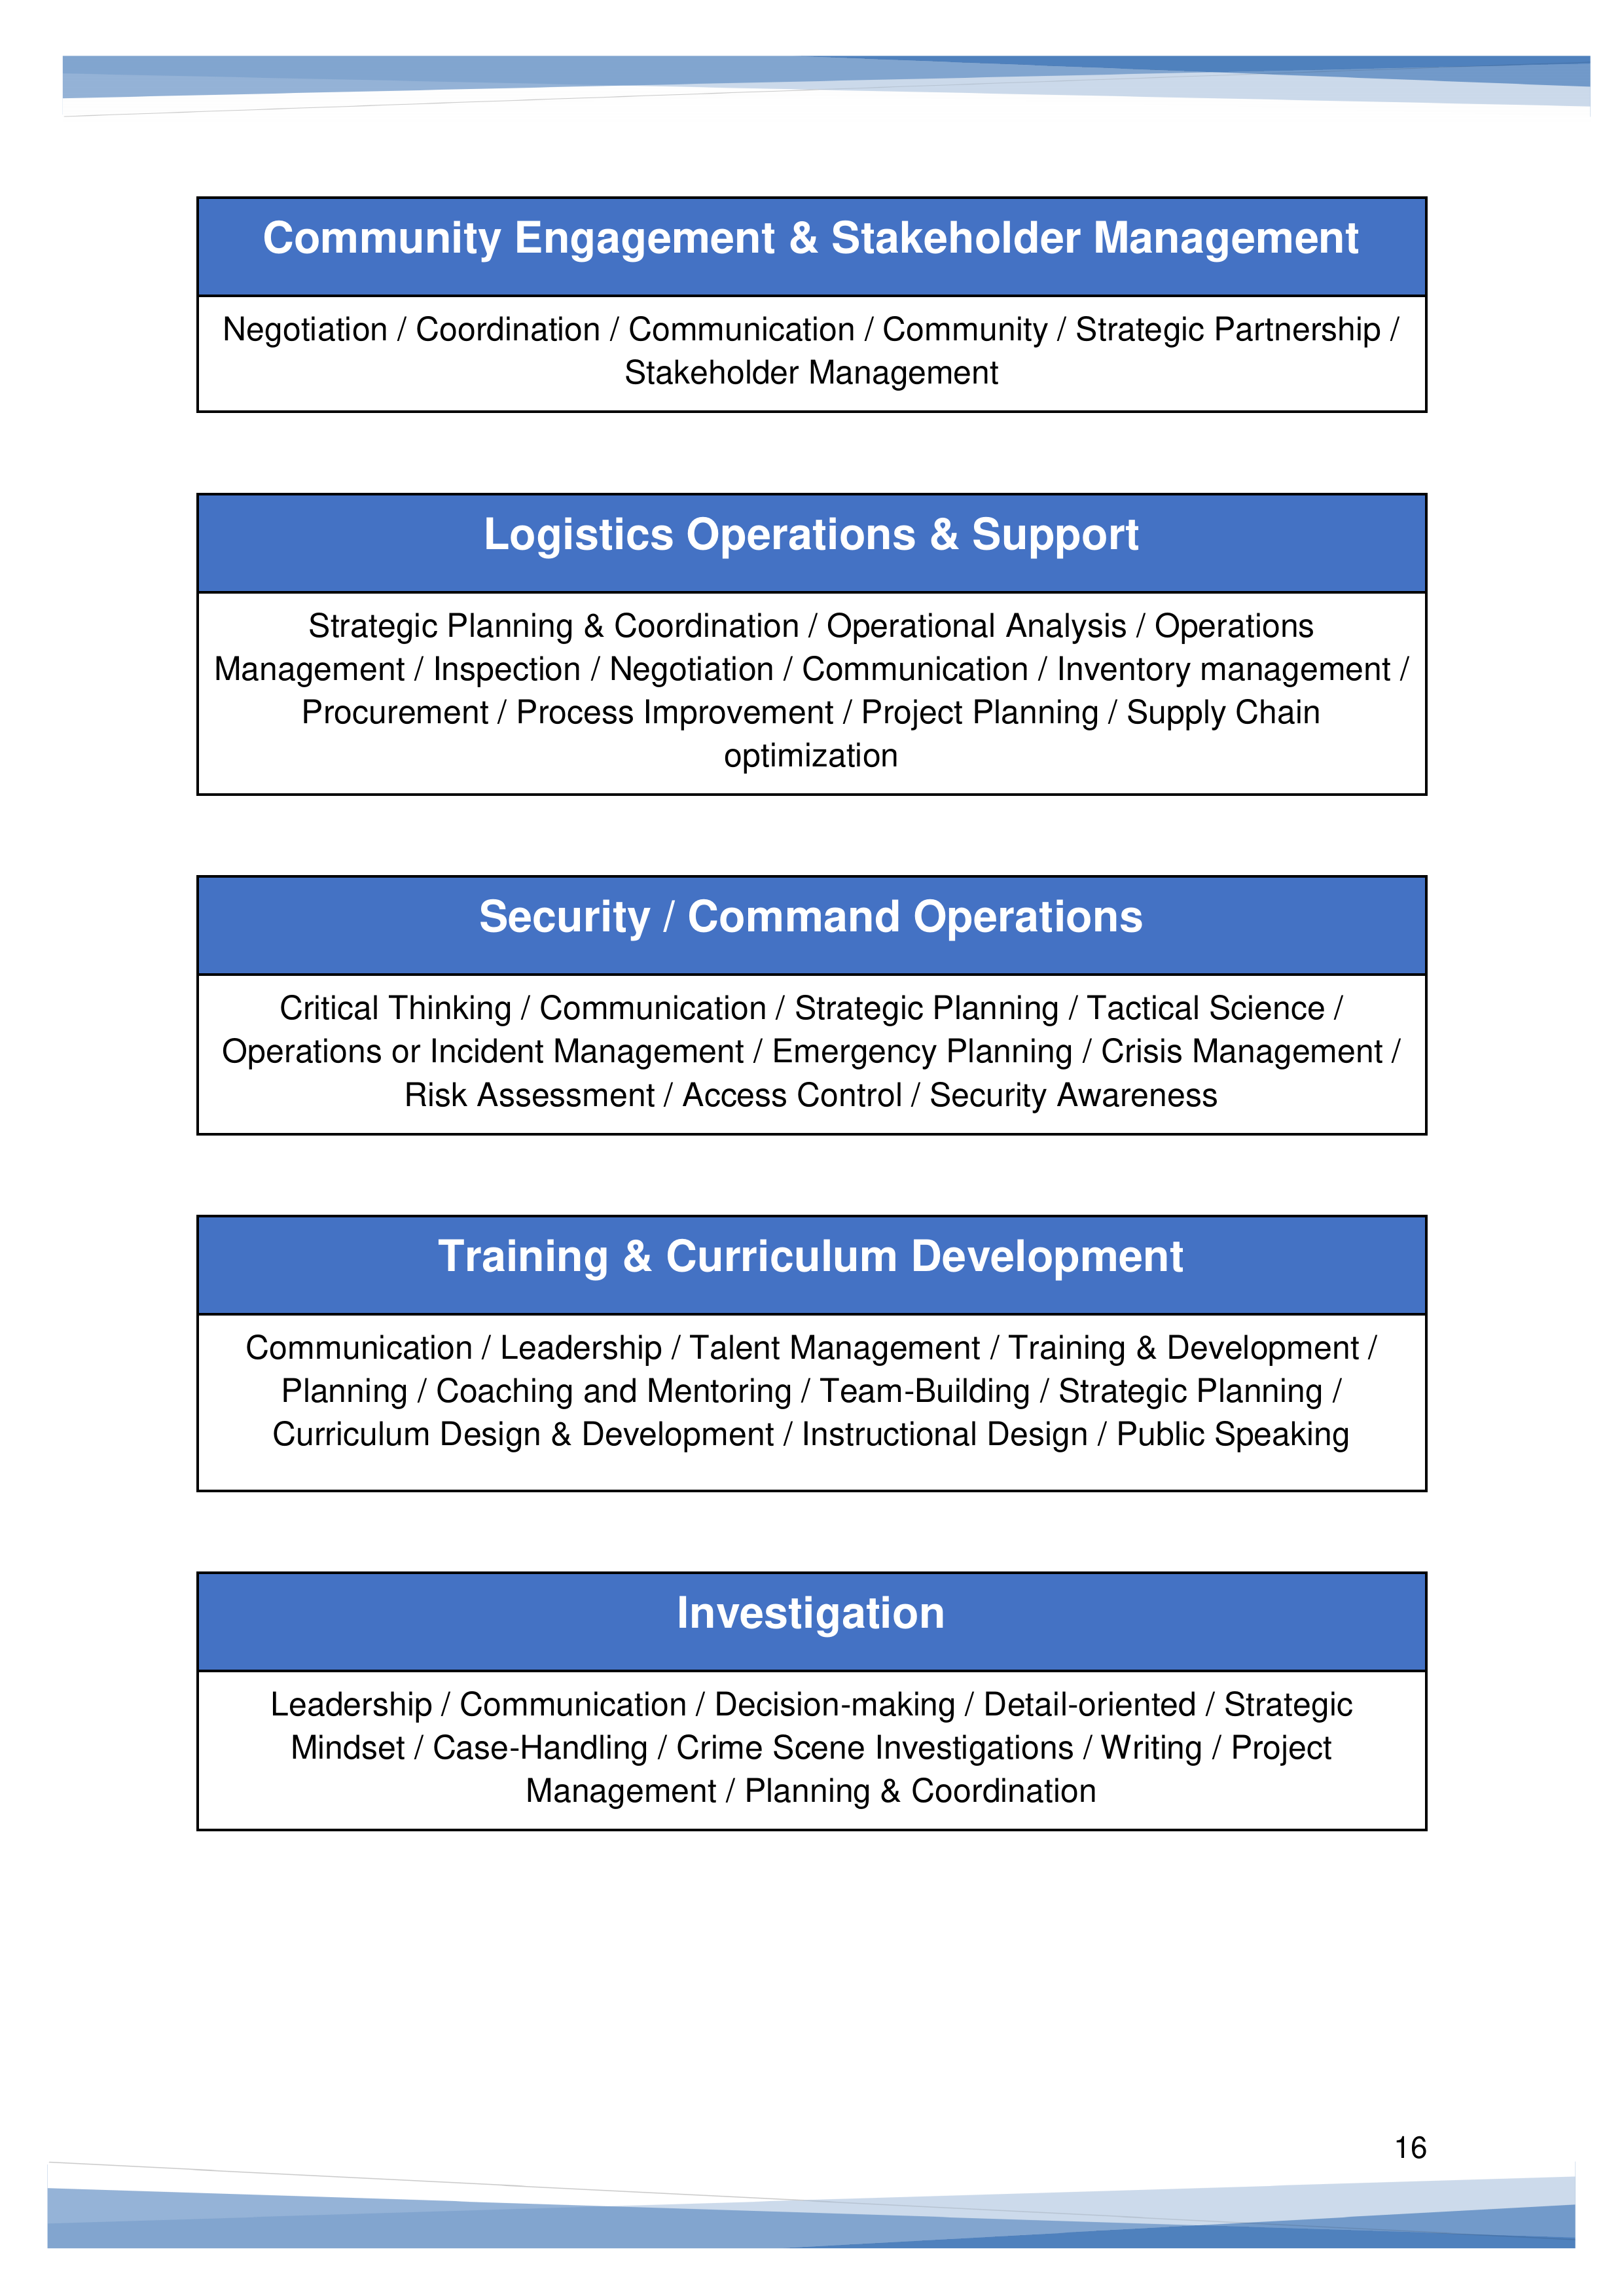 Community Engagement & Stakeholder Management
Negotiation / Coordination / Communication / Community / Strategic Partnership /
Stakeholder Management
Logistics Operations & Support
Strategic Planning & Coordination / Operational Analysis / Operations
Management / Inspection / Negotiation / Communication / Inventory management /
Procurement / Process Improvement / Project Planning / Supply Chain
optimization
Security / Command Operations
Critical Thinking / Communication / Strategic Planning / Tactical Science /
Operations or Incident Management / Emergency Planning / Crisis Management /
Risk Assessment / Access Control / Security Awareness
Training & Curriculum Development
Communication / Leadership / Talent Management / Training & Development /
Planning / Coaching and Mentoring / Team-Building / Strategic Planning /
Curriculum Design & Development / Instructional Design / Public Speaking
Investigation
Leadership / Communication / Decision-making / Detail-oriented / Strategic
Mindset / Case-Handling / Crime Scene Investigations / Writing / Project
Management / Planning & Coordination
16